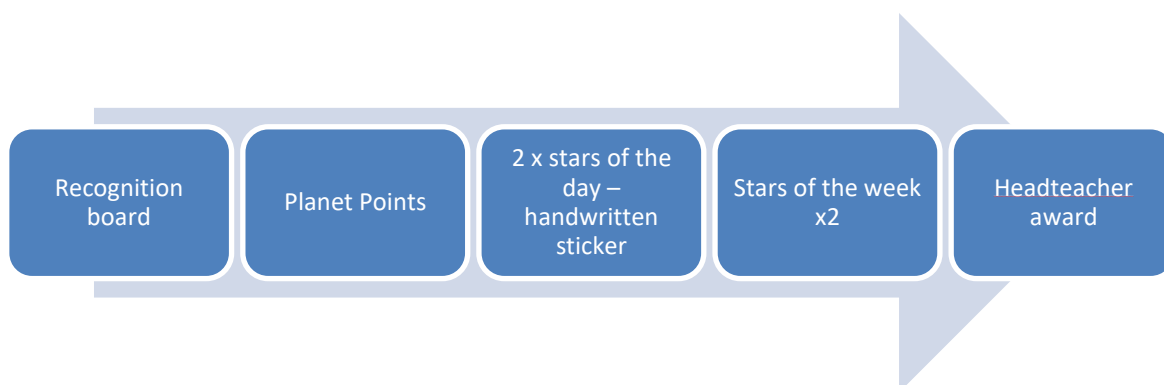 Recognition
board
Planet Points
2 x stars of the
day –
handwritten
sticker
Stars of the week
x2
Headteacher
award